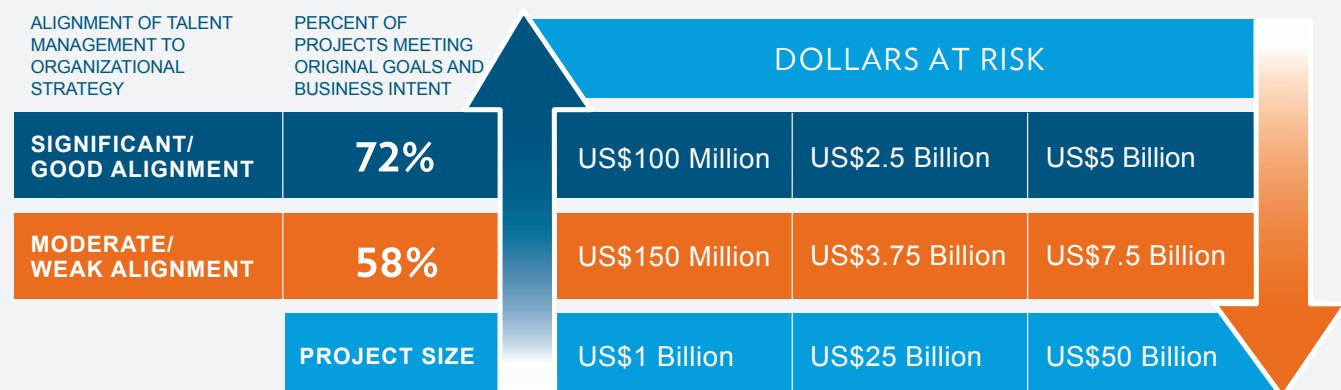 ALIGNMENT OF TALENT
MANAGEMENT TO
ORGANIZATIONAL
STRATEGY
PERCENT OF
PROJECTS MEETING
ORIGINAL GOALS AND
BUSINESS INTENT
DOLLARS AT RISK
SIGNIFICANT/
GOOD ALIGNMENT
72%
US$100 Million
US$2.5 Billion
US$5 Billion
MODERATE/
WEAK ALIGNMENT
58%
US$150 Million
US$3.75 Billion
US$7.5 Billion
PROJECT SIZE
US$1 Billion
US$25 Billion
US$50 Billion